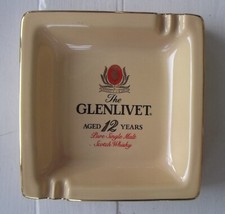 The
GLENLIVET.
AGED 12 YEARS
Pure Single Malt
Scotch Whisky